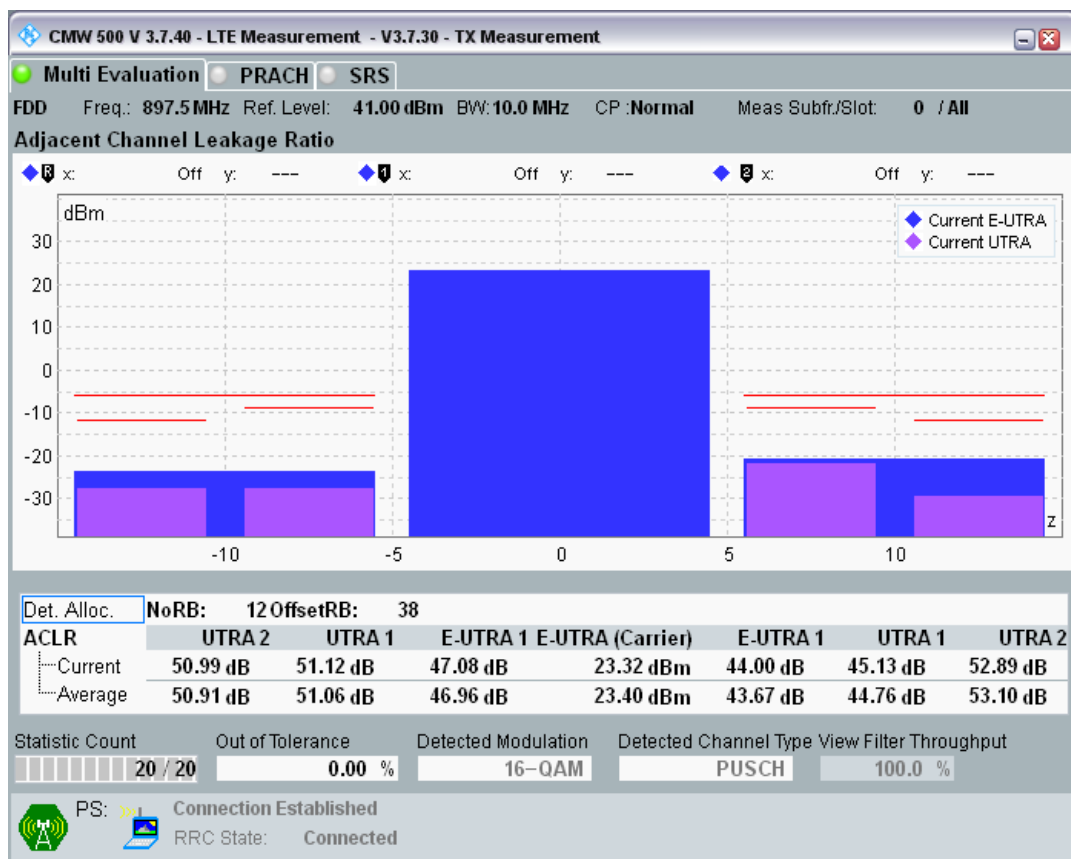 CMW 500 V 3.7.40 - LTE Measurement - V3.7.30 - TX Measurement
Multi Evaluation PRACH SRS
FDD Freq.: 897.5 MHz Ref. Level: 41.00 dBm BW: 10.0 MHz CP :Normal Meas Subfr./Slot: 0 / All
Adjacent Channel Leakage Ratio
R x: Off y: --- 1 x: Off y: --- 2 x: Off y: ---
dBm
Current E-UTRA
Current UTRA
30
20
10
0
-10
-20
-30
z
-10 -5 0 5 10
Det. Alloc. NoRB: 12 OffsetRB: 38
ACLR UTRA 2 UTRA 1 E-UTRA 1 E-UTRA (Carrier) E-UTRA 1 UTRA 1 UTRA 2
Current 50.99 dB 51.12 dB 47.08 dB 23.32 dBm 44.00 dB 45.13 dB 52.89 dB
Average 50.91 dB 51.06 dB 46.96 dB 23.40 dBm 43.67 dB 44.76 dB 53.10 dB
Statistic Count Out of Tolerance Detected Modulation Detected Channel Type View Filter Throughput
20 / 20 0.00 % 16-QAM PUSCH 100.0 %
PS: Connection Established
RRC State: Connected